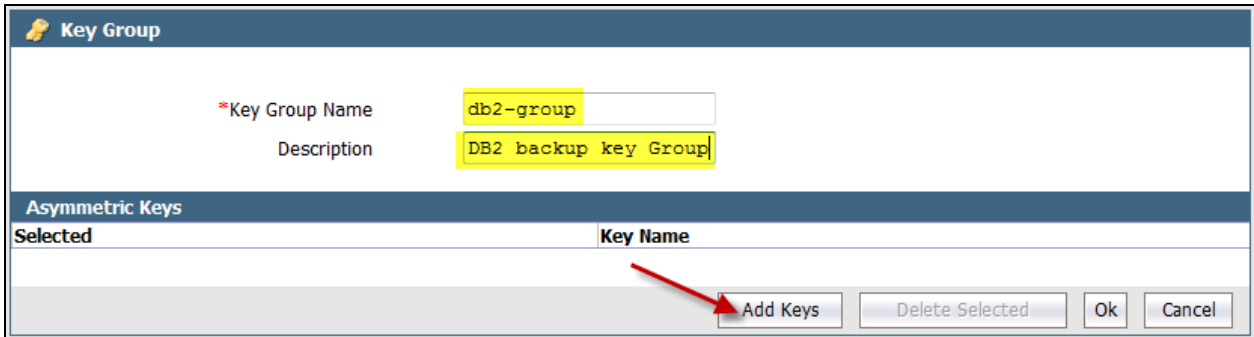 Key Group
*Key Group Name db2-group
Description DB2 backup key Group
Asymmetric Keys
Selected Key Name
Add Keys Delete Selected Ok Cancel